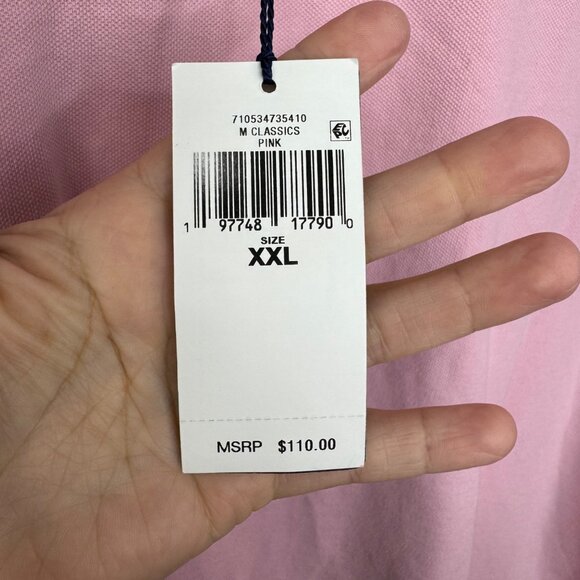 710534735410
M CLASSICS
PINK
1 97748 17790 0
SIZE
XXL
MSRP $110.00